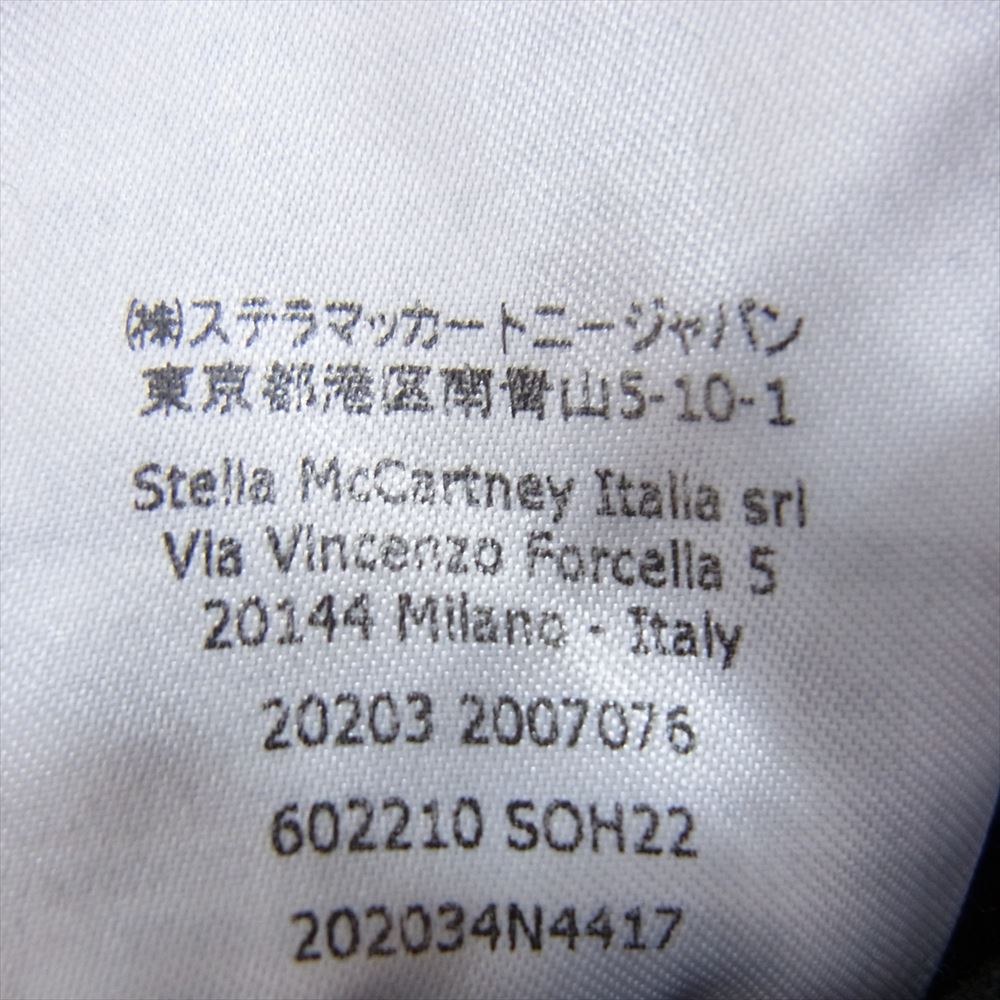 ㈱ステラマッカートニージャパン
東京都港区南青山5-10-1
Stella McCartney Italia srl
Via Vincenzo Forcella 5
20144 Milano - Italy
20203 2007076
602210 SOH22
202034N4417